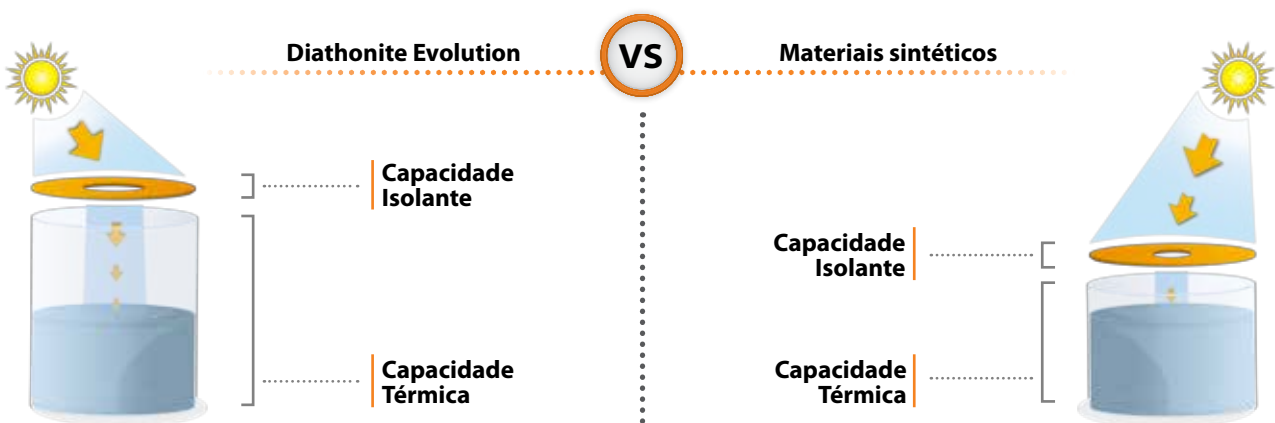 Diathonite Evolution
VS
Materiais sintéticos
Capacidade
Isolante
Capacidade
Térmica
Capacidade
Isolante
Capacidade
Térmica